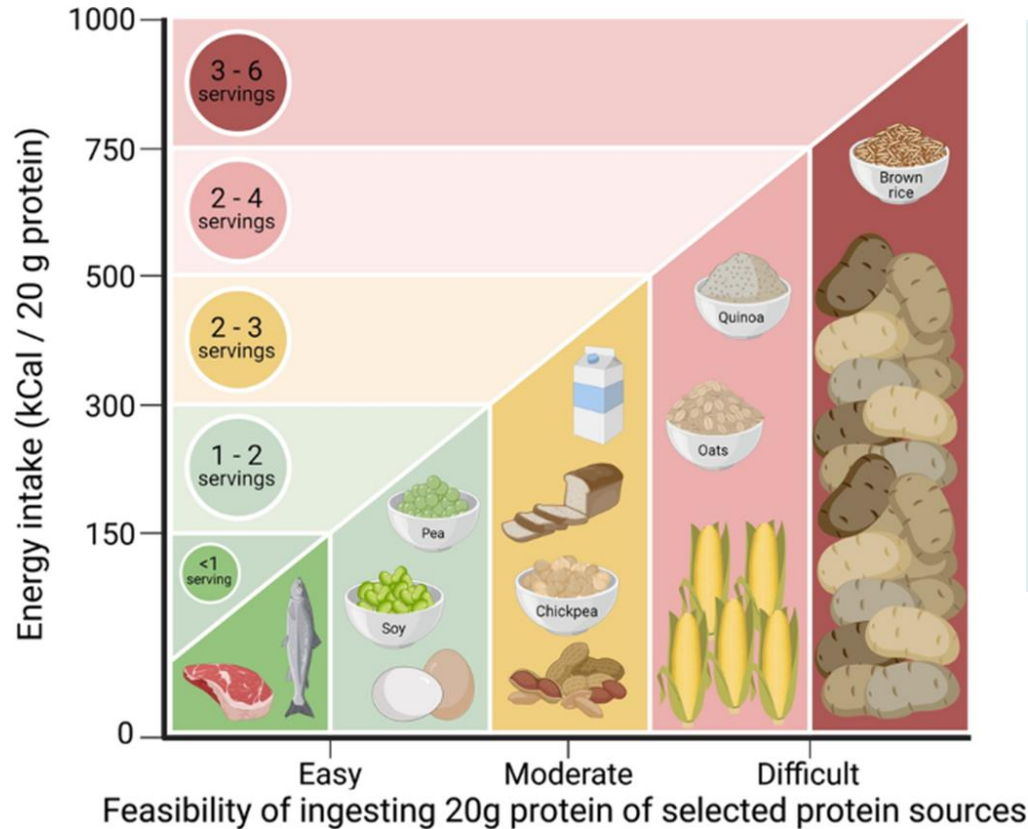 1000
3 - 6
servings
750
Brown
rice
2 - 4
servings
500
Quinoa
2 - 3
servings
300
Oats
1 - 2
servings
Pea
150
<1
serving
Chickpea
Soy
0
Energy intake (kCal / 20 g protein)
Easy
Moderate
Difficult
Feasibility of ingesting 20g protein of selected protein sources